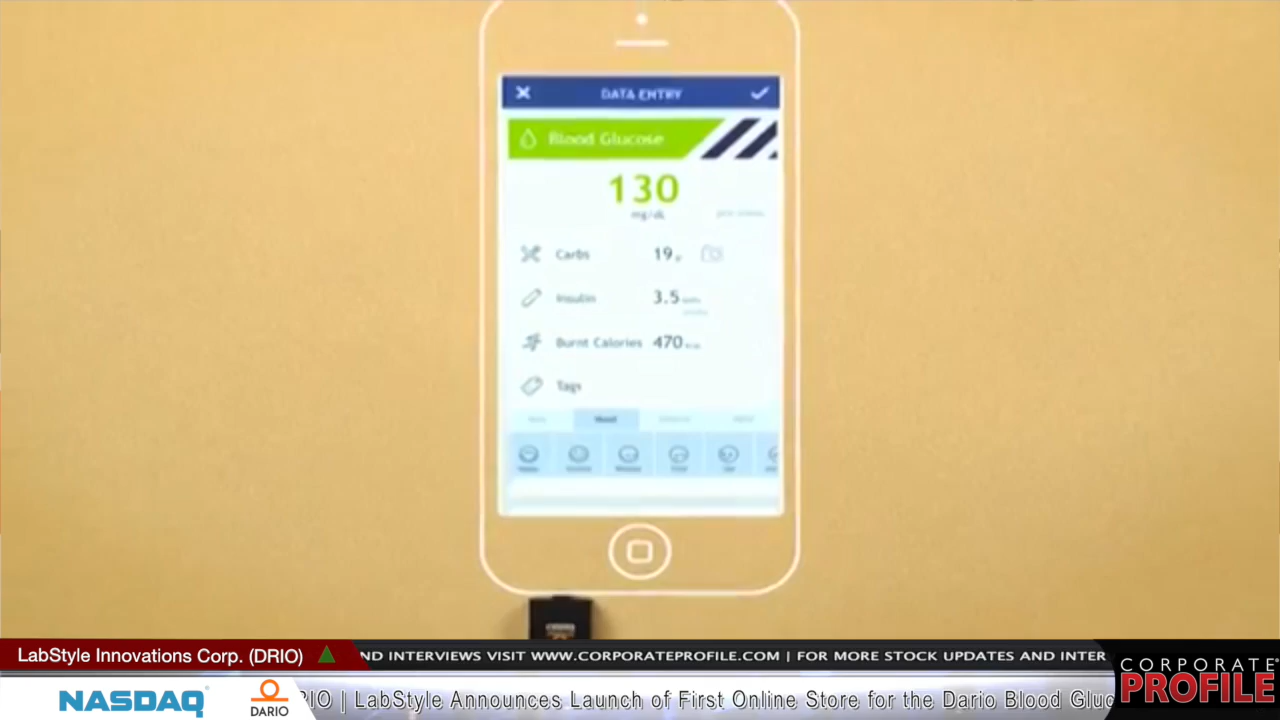 DATA ENTRY
Blood Glucose
130
mg/dL
Carbs 19 g
Insulin 3.5
Burnt Calories 470
Tags
Mood
LabStyle Innovations Corp. (DRIO)
ND INTERVIEWS VISIT WWW.CORPORATEPROFILE.COM | FOR MORE STOCK UPDATES AND INTER
CORPORATE
PROFILE
NASDAQ
DARIO
RIO | LabStyle Announces Launch of First Online Store for the Dario Blood Gluc